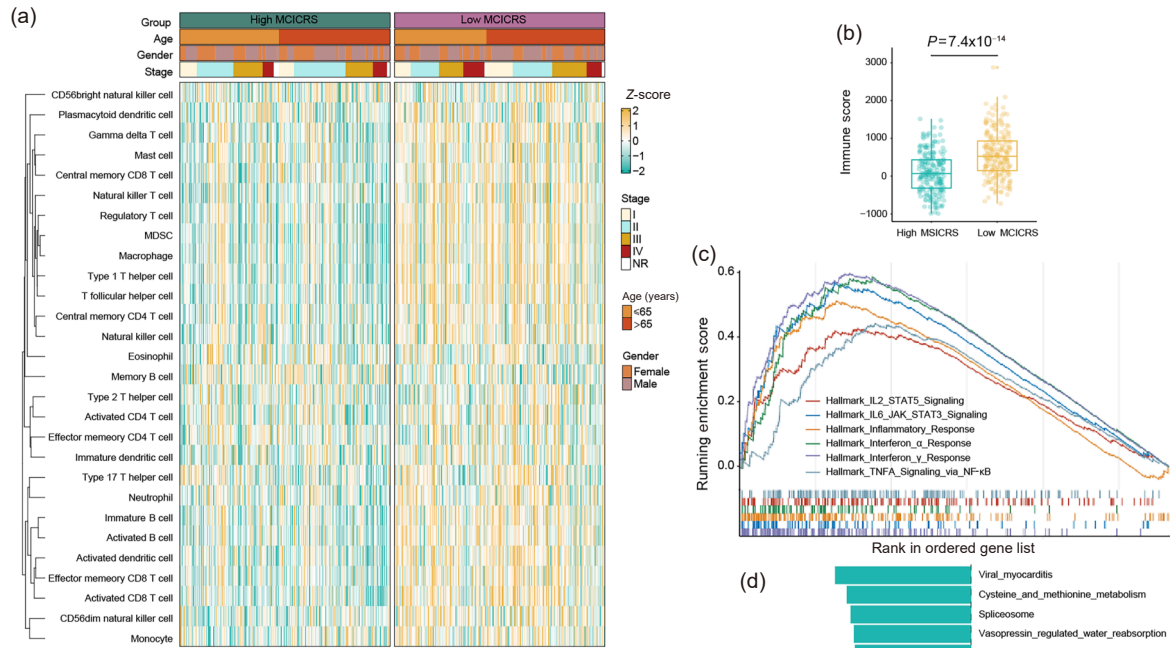 (a)
Group
High MCICRS
Low MCICRS
Age
Gender
Stage
CD56bright natural killer cell
Plasmacytoid dendritic cell
Gamma delta T cell
Mast cell
Central memory CD8 T cell
Natural killer T cell
Regulatory T cell
MDSC
Macrophage
Type 1 T helper cell
T follicular helper cell
Central memory CD4 T cell
Natural killer cell
Eosinophil
Memory B cell
Type 2 T helper cell
Activated CD4 T cell
Effector memeory CD4 T cell
Immature dendritic cell
Type 17 T helper cell
Neutrophil
Immature B cell
Activated B cell
Activated dendritic cell
Effector memeory CD8 T cell
Activated CD8 T cell
CD56dim natural killer cell
Monocyte
Z-score
2
1
0
−1
−2
Stage
I
II
III
IV
NR
Age (years)
≤65
>65
Gender
Female
Male
(b)
P=7.4x10⁻¹⁴
Immune score
3000
2000
1000
0
−1000
High MSICRS
Low MCICRS
(c)
Running enrichment score
0.6
0.4
0.2
0.0
Hallmark_IL2_STAT5_Signaling
Hallmark_IL6_JAK_STAT3_Signaling
Hallmark_Inflammatory_Response
Hallmark_Interferon_α_Response
Hallmark_Interferon_γ_Response
Hallmark_TNFA_Signaling_via_NF-κB
Rank in ordered gene list
(d)
Viral_myocarditis
Cysteine_and_methionine_metabolism
Spliceosome
Vasopressin_regulated_water_reabsorption